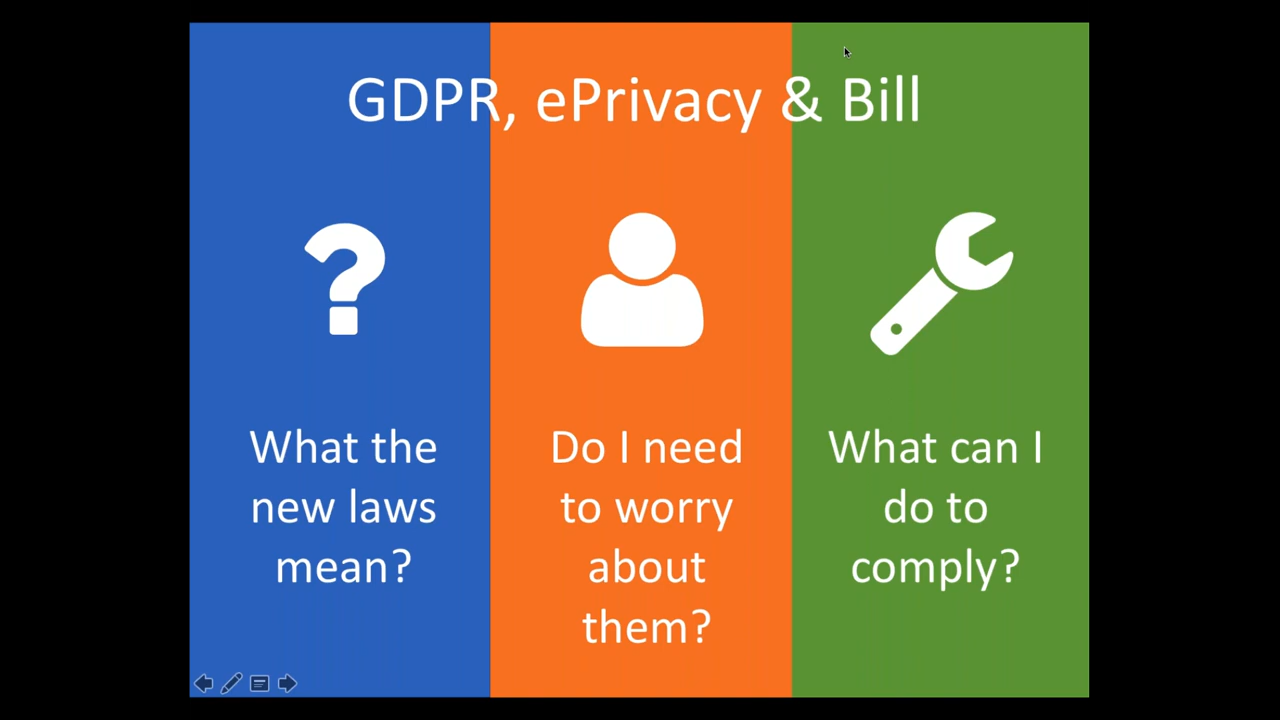 GDPR, ePrivacy & Bill
What the
new laws
mean?
Do I need
to worry
about
them?
What can I
do to
comply?